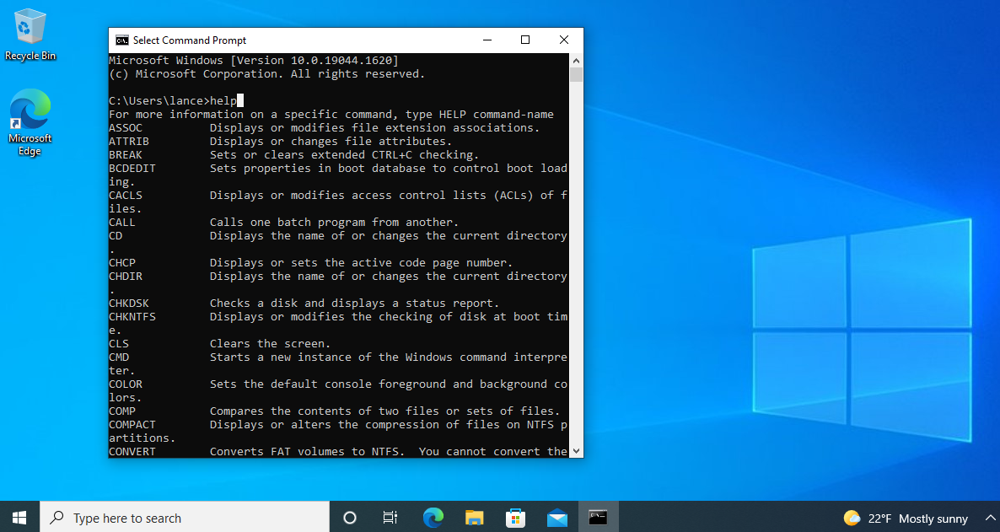 Recycle Bin
Microsoft
Edge
Select Command Prompt
Microsoft Windows [Version 10.0.19044.1620]
(c) Microsoft Corporation. All rights reserved.
C:\Users\lance>help
For more information on a specific command, type HELP command-name
ASSOC          Displays or modifies file extension associations.
ATTRIB         Displays or changes file attributes.
BREAK          Sets or clears extended CTRL+C checking.
BCDEDIT        Sets properties in boot database to control boot load
ing.
CACLS          Displays or modifies access control lists (ACLs) of f
iles.
CALL           Calls one batch program from another.
CD             Displays the name of or changes the current directory
.
CHCP           Displays or sets the active code page number.
CHDIR          Displays the name of or changes the current directory
.
CHKDSK         Checks a disk and displays a status report.
CHKNTFS        Displays or modifies the checking of disk at boot tim
e.
CLS            Clears the screen.
CMD            Starts a new instance of the Windows command interpre
ter.
COLOR          Sets the default console foreground and background co
lors.
COMP           Compares the contents of two files or sets of files.
COMPACT        Displays or alters the compression of files on NTFS p
artitions.
CONVERT        Converts FAT volumes to NTFS.  You cannot convert the
Type here to search
22°F Mostly sunny